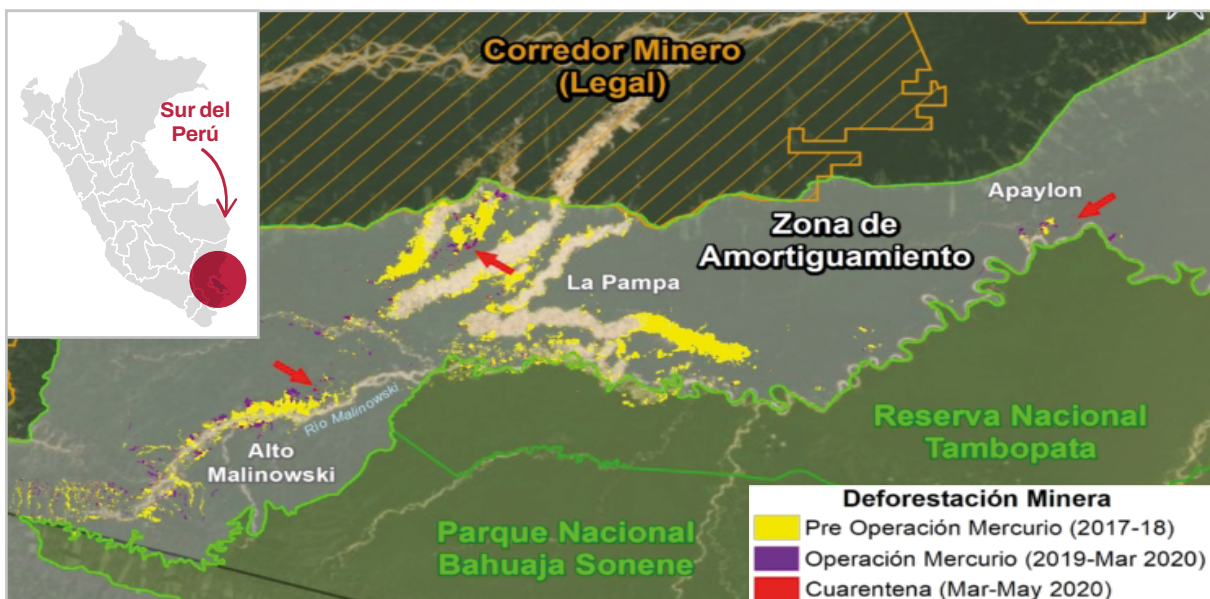 Sur del
Perú
Corredor Minero
(Legal)
Apaylon
Zona de
Amortiguamiento
La Pampa
Río Malinowski
Alto
Malinowski
Reserva Nacional
Tambopata
Parque Nacional
Bahuaja Sonene
Deforestación Minera
Pre Operación Mercurio (2017-18)
Operación Mercurio (2019-Mar 2020)
Cuarentena (Mar-May 2020)